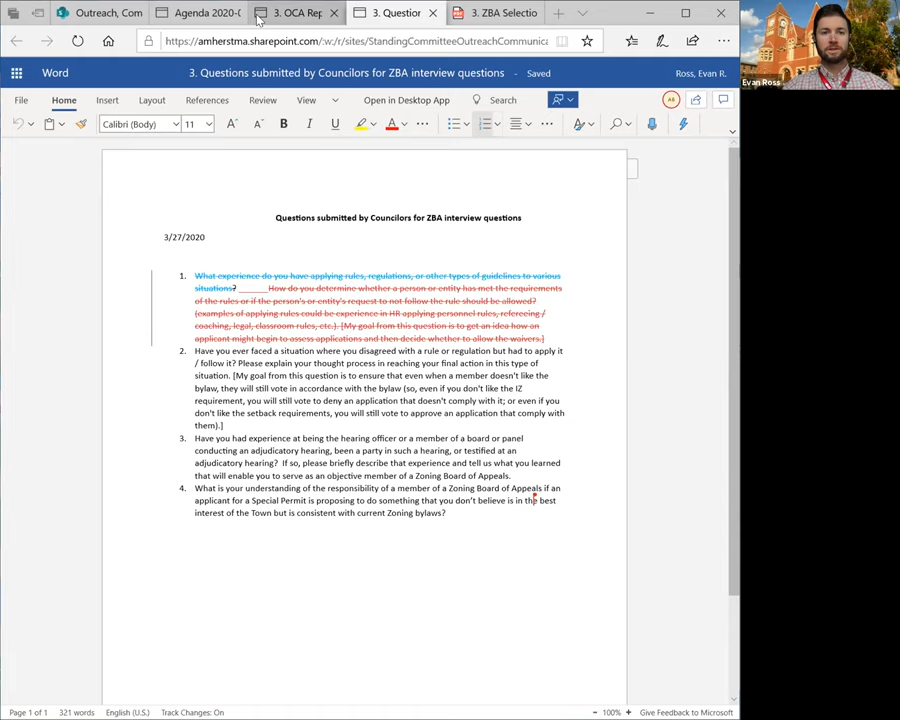 Outreach, Com
Agenda 2020-0
3. OCA Rep
3. Question
3. ZBA Selectio
https://amherstma.sharepoint.com/:w:/r/sites/StandingCommitteeOutreachCommunica
Evan Ross
Word
3. Questions submitted by Councilors for ZBA interview questions - Saved
Ross, Evan R.
File Home Insert Layout References Review View Open in Desktop App Search
AB
Calibri (Body) 11 A A B I U A
Questions submitted by Councilors for ZBA interview questions
3/27/2020
1. What experience do you have applying rules, regulations, or other types of guidelines to various
situations? ______How do you determine whether a person or entity has met the requirements
of the rules or if the person's or entity's request to not follow the rule should be allowed?
(examples of applying rules could be experience in HR applying personnel rules, refereeing /
coaching, legal, classroom rules, etc.). [My goal from this question is to get an idea how an
applicant might begin to assess applications and then decide whether to allow the waivers.]
2. Have you ever faced a situation where you disagreed with a rule or regulation but had to apply it
/ follow it? Please explain your thought process in reaching your final action in this type of
situation. [My goal from this question is to ensure that even when a member doesn't like the
bylaw, they will still vote in accordance with the bylaw (so, even if you don't like the IZ
requirement, you will still vote to deny an application that doesn't comply with it; or even if you
don't like the setback requirements, you will still vote to approve an application that comply with
them).]
3. Have you had experience at being the hearing officer or a member of a board or panel
conducting an adjudicatory hearing, been a party in such a hearing, or testified at an
adjudicatory hearing? If so, please briefly describe that experience and tell us what you learned
that will enable you to serve as an objective member of a Zoning Board of Appeals.
4. What is your understanding of the responsibility of a member of a Zoning Board of Appeals if an
applicant for a Special Permit is proposing to do something that you don't believe is in the best
interest of the Town but is consistent with current Zoning bylaws?
Page 1 of 1 321 words English (U.S.) Track Changes: On
- 100% + Give Feedback to Microsoft